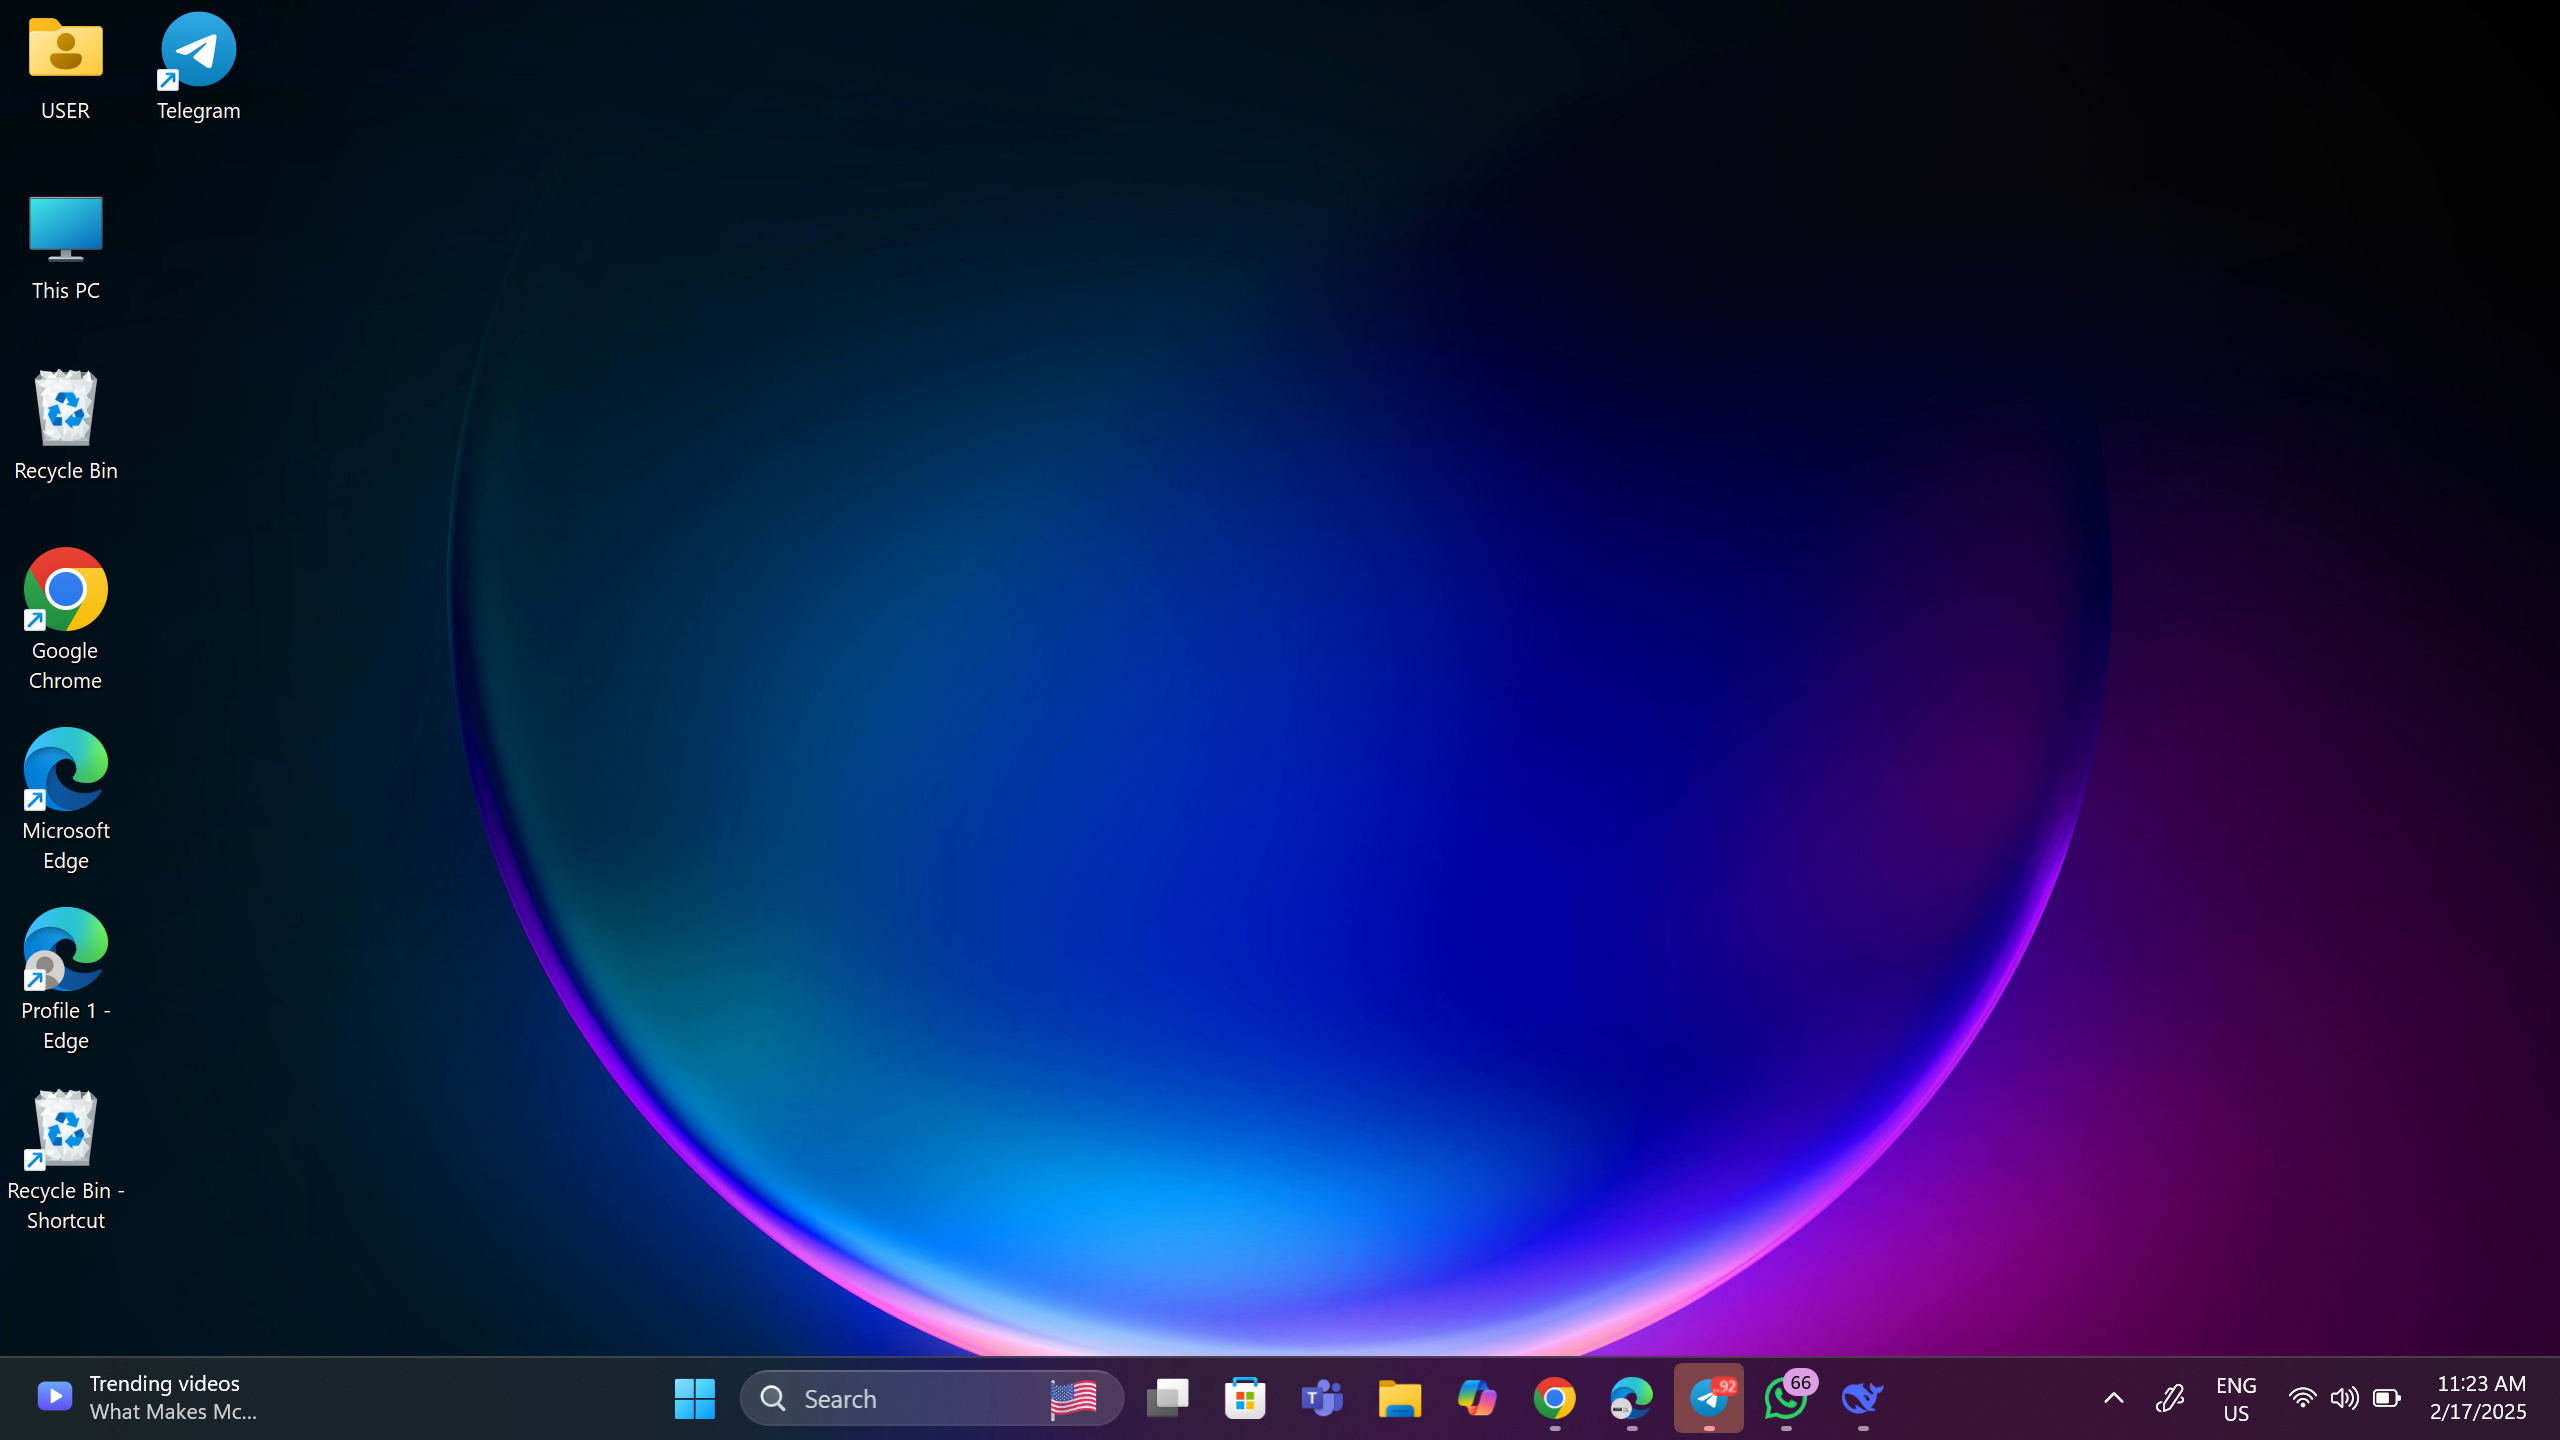 USER
Telegram
This PC
Recycle Bin
Google
Chrome
Microsoft
Edge
Profile 1 -
Edge
Recycle Bin -
Shortcut
Trending videos
What Makes Mc...
Search
T
..92
66
ENG
US
11:23 AM
2/17/2025